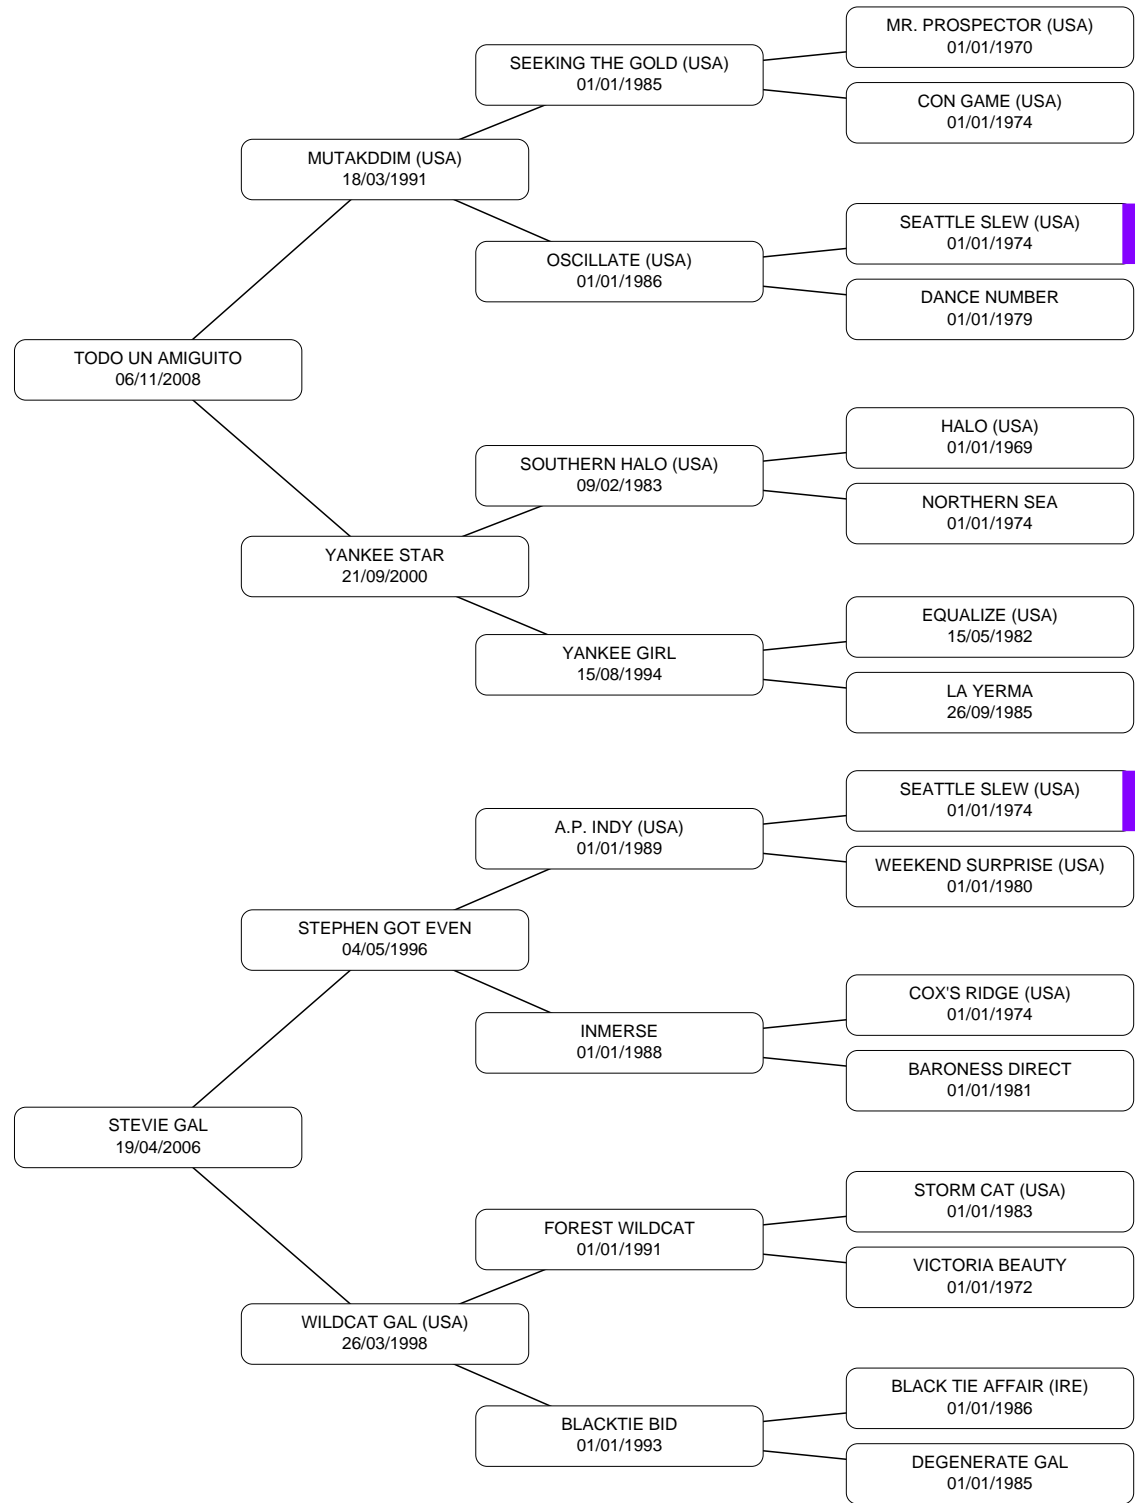 MR. PROSPECTOR (USA)
01/01/1970
SEEKING THE GOLD (USA)
01/01/1985
CON GAME (USA)
01/01/1974
MUTAKDDIM (USA)
18/03/1991
SEATTLE SLEW (USA)
01/01/1974
OSCILLATE (USA)
01/01/1986
DANCE NUMBER
01/01/1979
TODO UN AMIGUITO
06/11/2008
HALO (USA)
01/01/1969
SOUTHERN HALO (USA)
09/02/1983
NORTHERN SEA
01/01/1974
YANKEE STAR
21/09/2000
EQUALIZE (USA)
15/05/1982
YANKEE GIRL
15/08/1994
LA YERMA
26/09/1985
SEATTLE SLEW (USA)
01/01/1974
A.P. INDY (USA)
01/01/1989
WEEKEND SURPRISE (USA)
01/01/1980
STEPHEN GOT EVEN
04/05/1996
COX'S RIDGE (USA)
01/01/1974
INMERSE
01/01/1988
BARONESS DIRECT
01/01/1981
STEVIE GAL
19/04/2006
STORM CAT (USA)
01/01/1983
FOREST WILDCAT
01/01/1991
VICTORIA BEAUTY
01/01/1972
WILDCAT GAL (USA)
26/03/1998
BLACK TIE AFFAIR (IRE)
01/01/1986
BLACKTIE BID
01/01/1993
DEGENERATE GAL
01/01/1985